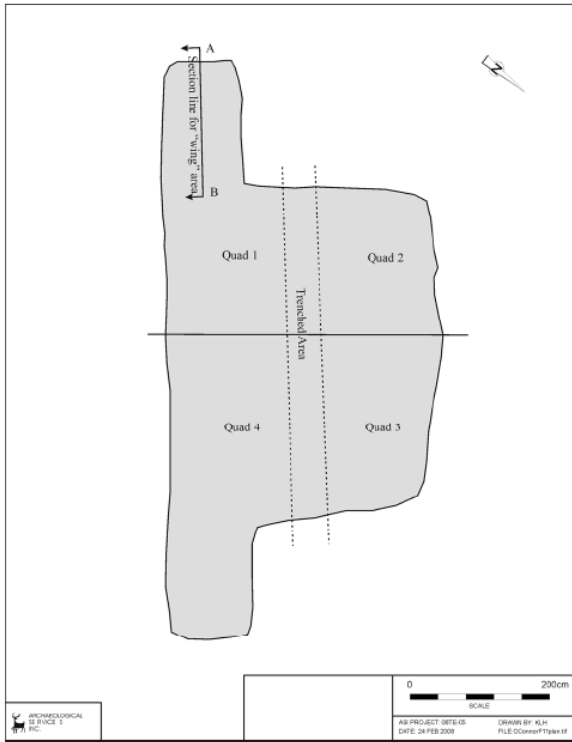 A
N
Section line for "wing" area
B
Quad 1
Quad 2
Trenched Area
Quad 4
Quad 3
0 200cm
SCALE
ARCHAEOLOGICAL
SERVICES
INC.
ASI PROJECT: 06TE-05 DRAWN BY: KLH
DATE: 24 FEB 2008 FILE:OConnorF11plan.tif